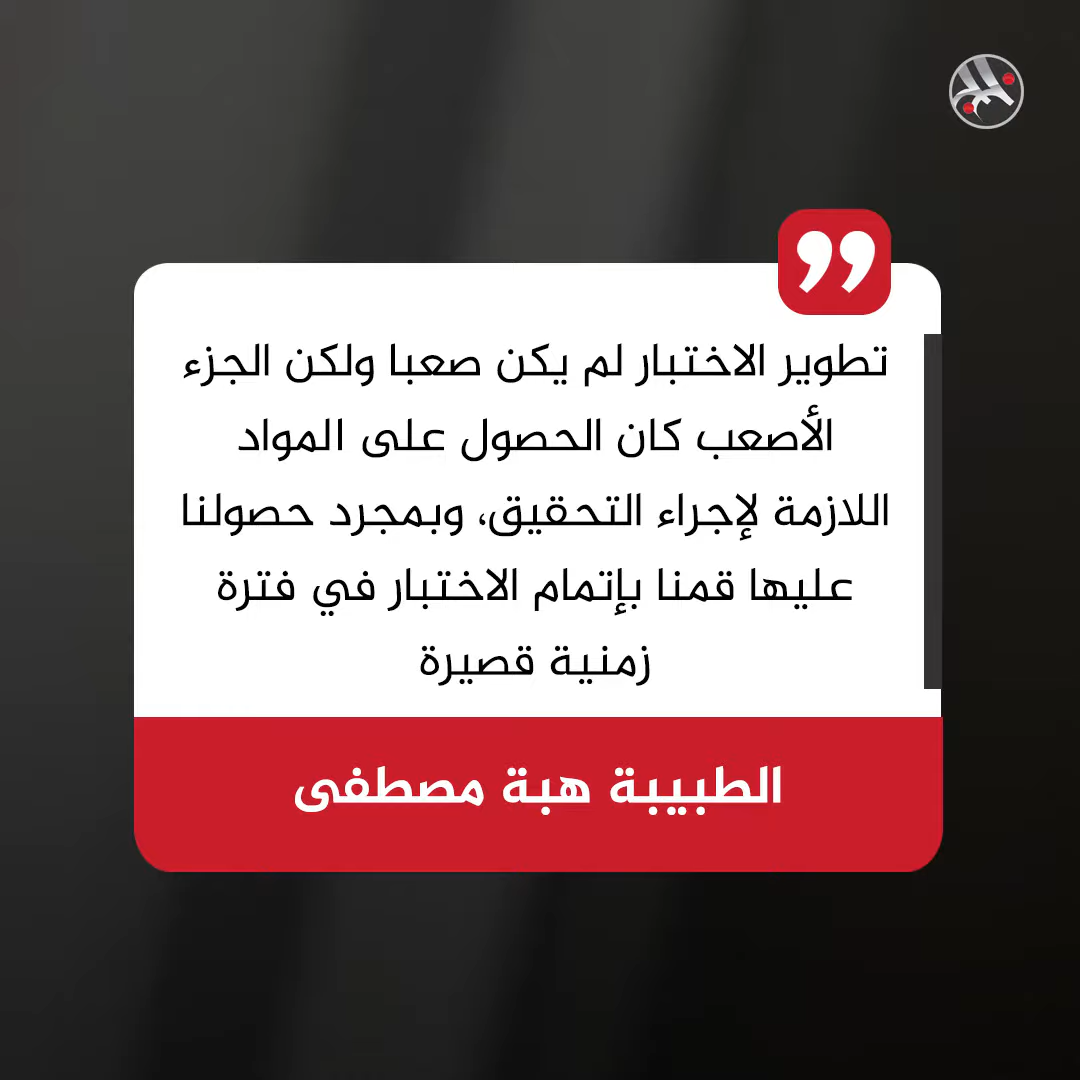 تطوير الاختبار لم يكن صعبا ولكن الجزء
الأصعب كان الحصول على المواد
اللازمة لإجراء التحقيق، وبمجرد حصولنا
عليها قمنا بإتمام الاختبار في فترة
زمنية قصيرة
الطبيبة هبة مصطفى